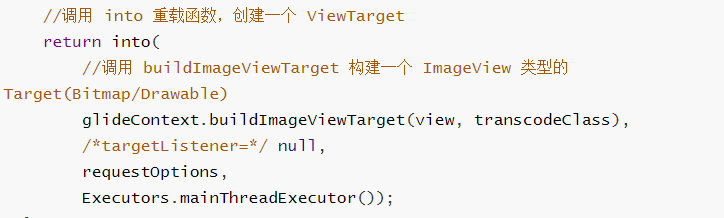 //调用 into 重载函数，创建一个 ViewTarget
return into(
//调用 buildImageViewTarget 构建一个 ImageView 类型的
Target(Bitmap/Drawable)
glideContext.buildImageViewTarget(view, transcodeClass),
/*targetListener=*/ null,
requestOptions,
Executors.mainThreadExecutor());